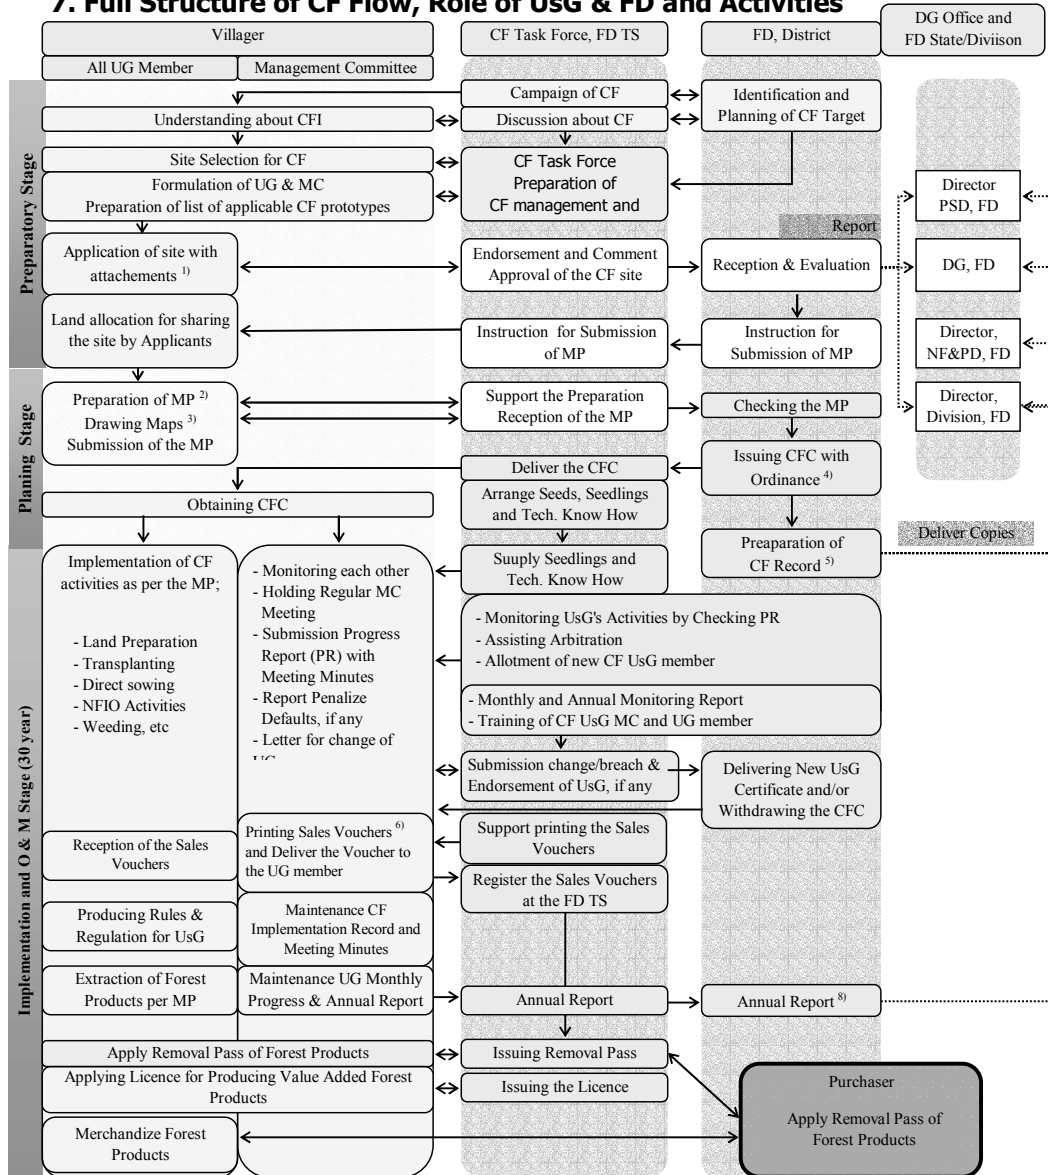 7. Full Structure of CF Flow, Role of UsG & FD and Activities
Villager
CF Task Force, FD TS
FD, District
DG Office and
FD State/Diviison
All UG Member
Management Committee
Preparatory Stage
Campaign of CF
Identification and
Planning of CF Target
Understanding about CFI
Discussion about CF
Site Selection for CF
CF Task Force
Preparation of
CF management and
Formulation of UG & MC
Preparation of list of applicable CF prototypes
Director
PSD, FD
Report
Application of site with
attachements 1)
Endorsement and Comment
Approval of the CF site
Reception & Evaluation
DG, FD
Land allocation for sharing
the site by Applicants
Instruction for Submission
of MP
Instruction for
Submission of MP
Director,
NF&PD, FD
Planing Stage
Preparation of MP 2)
Drawing Maps 3)
Submission of the MP
Support the Preparation
Reception of the MP
Checking the MP
Director,
Division, FD
Deliver the CFC
Issuing CFC with
Ordinance 4)
Obtaining CFC
Arrange Seeds, Seedlings
and Tech. Know How
Deliver Copies
Implementation and O & M Stage (30 year)
Implementation of CF
activities as per the MP;
- Land Preparation
- Transplanting
- Direct sowing
- NFIO Activities
- Weeding, etc
- Monitoring each other
- Holding Regular MC
Meeting
- Submission Progress
Report (PR) with
Meeting Minutes
- Report Penalize
Defaults, if any
- Letter for change of
Suuply Seedlings and
Tech. Know How
Preaparation of
CF Record 5)
- Monitoring UsG's Activities by Checking PR
- Assisting Arbitration
- Allotment of new CF UsG member
- Monthly and Annual Monitoring Report
- Training of CF UsG MC and UG member
Submission change/breach &
Endorsement of UsG, if any
Delivering New UsG
Certificate and/or
Withdrawing the CFC
Reception of the Sales
Vouchers
Printing Sales Vouchers 6)
and Deliver the Voucher to
the UG member
Support printing the Sales
Vouchers
Register the Sales Vouchers
at the FD TS
Producing Rules &
Regulation for UsG
Maintenance CF
Implementation Record and
Meeting Minutes
Extraction of Forest
Products per MP
Maintenance UG Monthly
Progress & Annual Report
Annual Report
Annual Report 8)
Apply Removal Pass of Forest Products
Issuing Removal Pass
Applying Licence for Producing Value Added Forest
Products
Issuing the Licence
Purchaser
Apply Removal Pass of
Forest Products
Merchandize Forest
Products